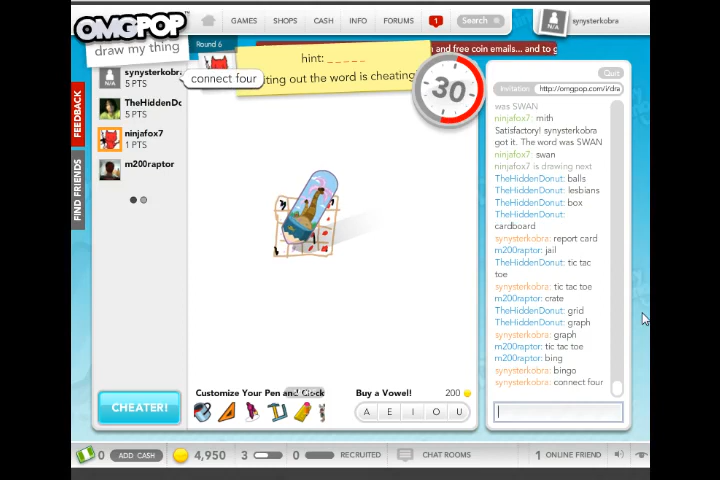 OMGPOP
GAMES SHOPS CASH INFO FORUMS 1 Search synysterkobra
draw my thing
Round 6
and free coin emails... and to g
hint: _ _ _ _ _
iting out the word is cheating
30
FEEDBACK
FIND FRIENDS
N/A synysterkobra
5 PTS
connect four
TheHiddenDo
5 PTS
ninjafox7
1 PTS
m200raptor
Quit
Invitation http://omgpop.com/i/dra
was SWAN
ninjafox7: mith
Satisfactory! synysterkobra
got it. The word was SWAN
ninjafox7: swan
ninjafox7 is drawing next
TheHiddenDonut: balls
TheHiddenDonut: lesbians
TheHiddenDonut: box
TheHiddenDonut:
cardboard
synysterkobra: report card
m200raptor: jail
TheHiddenDonut: tic tac
toe
synysterkobra: tic tac toe
m200raptor: crate
TheHiddenDonut: grid
TheHiddenDonut: graph
synysterkobra: graph
m200raptor: tic tac toe
m200raptor: bing
synysterkobra: bingo
synysterkobra: connect four
Customize Your Pen and Clock
Buy a Vowel! 200
A E I O U
CHEATER!
0 ADD CASH 4,950 3 0 RECRUITED CHAT ROOMS 1 ONLINE FRIEND